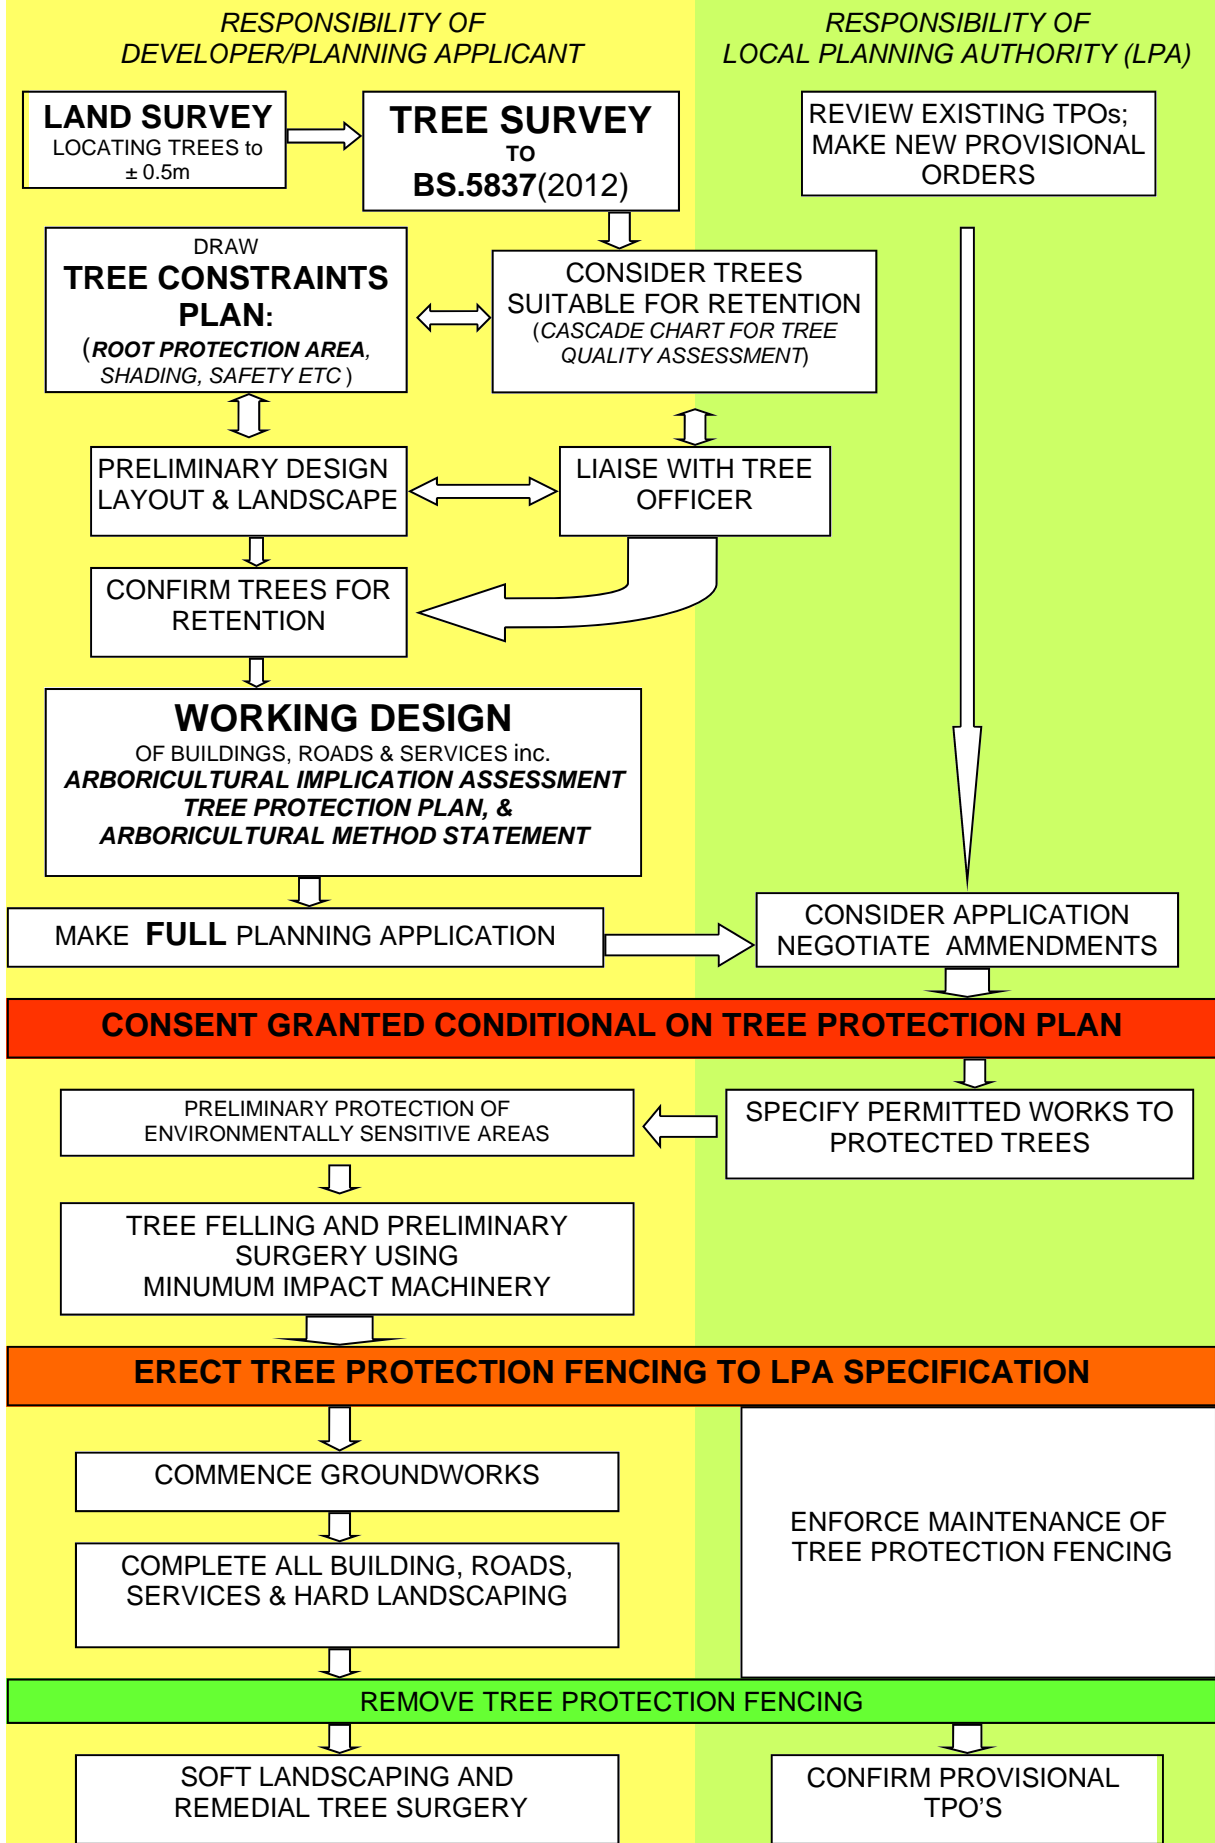 RESPONSIBILITY OF
DEVELOPER/PLANNING APPLICANT
RESPONSIBILITY OF
LOCAL PLANNING AUTHORITY (LPA)
LAND SURVEY
LOCATING TREES to
± 0.5m
TREE SURVEY
TO
BS.5837(2012)
REVIEW EXISTING TPOs;
MAKE NEW PROVISIONAL
ORDERS
DRAW
TREE CONSTRAINTS
PLAN:
(ROOT PROTECTION AREA,
SHADING, SAFETY ETC )
CONSIDER TREES
SUITABLE FOR RETENTION
(CASCADE CHART FOR TREE
QUALITY ASSESSMENT)
PRELIMINARY DESIGN
LAYOUT & LANDSCAPE
LIAISE WITH TREE
OFFICER
CONFIRM TREES FOR
RETENTION
WORKING DESIGN
OF BUILDINGS, ROADS & SERVICES inc.
ARBORICULTURAL IMPLICATION ASSESSMENT
TREE PROTECTION PLAN, &
ARBORICULTURAL METHOD STATEMENT
MAKE FULL PLANNING APPLICATION
CONSIDER APPLICATION
NEGOTIATE AMMENDMENTS
CONSENT GRANTED CONDITIONAL ON TREE PROTECTION PLAN
PRELIMINARY PROTECTION OF
ENVIRONMENTALLY SENSITIVE AREAS
SPECIFY PERMITTED WORKS TO
PROTECTED TREES
TREE FELLING AND PRELIMINARY
SURGERY USING
MINUMUM IMPACT MACHINERY
ERECT TREE PROTECTION FENCING TO LPA SPECIFICATION
COMMENCE GROUNDWORKS
ENFORCE MAINTENANCE OF
TREE PROTECTION FENCING
COMPLETE ALL BUILDING, ROADS,
SERVICES & HARD LANDSCAPING
REMOVE TREE PROTECTION FENCING
SOFT LANDSCAPING AND
REMEDIAL TREE SURGERY
CONFIRM PROVISIONAL
TPO'S